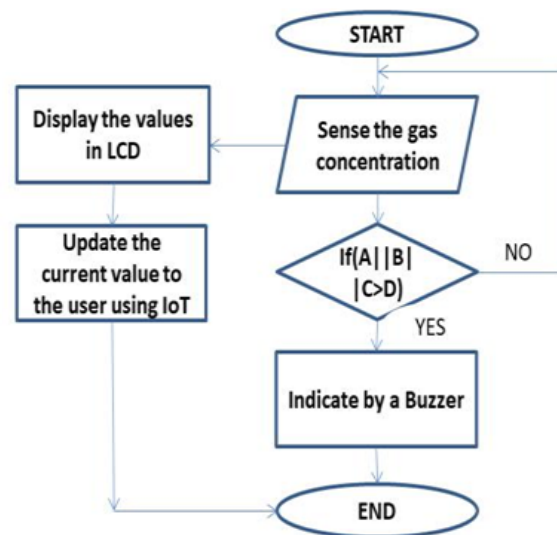 START
Sense the gas
concentration
Display the values
in LCD
Update the
current value to
the user using IoT
If(A||B|
|C>D)
NO
YES
Indicate by a Buzzer
END